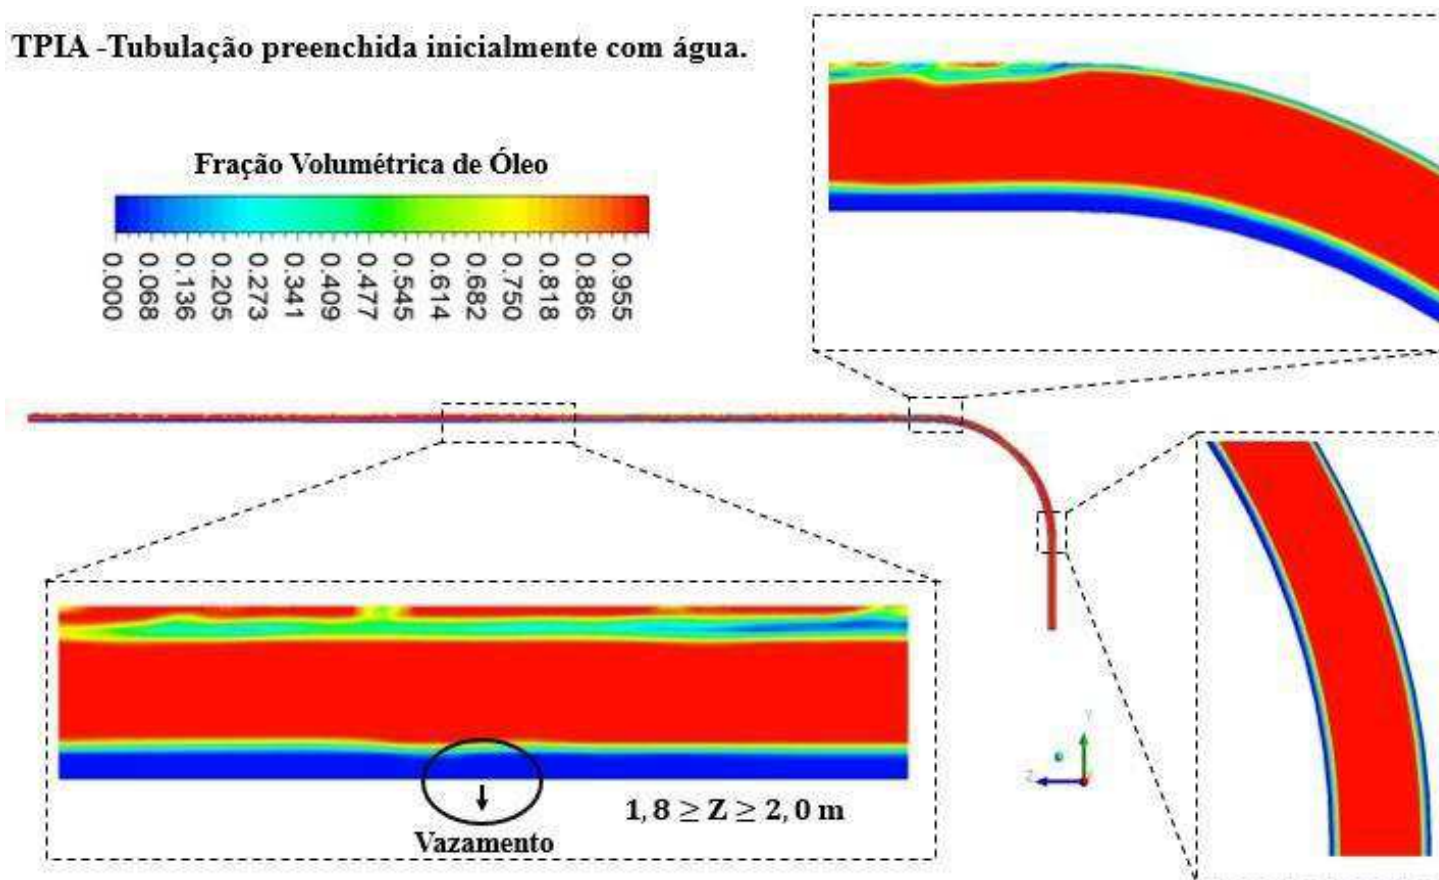 TPIA -Tubulação preenchida inicialmente com água.
Fração Volumétrica de Óleo
0.000
0.068
0.136
0.205
0.273
0.341
0.409
0.477
0.545
0.614
0.682
0.750
0.818
0.886
0.955
Y
Z
1, 8 ≥ Z ≥ 2, 0 m
Vazamento